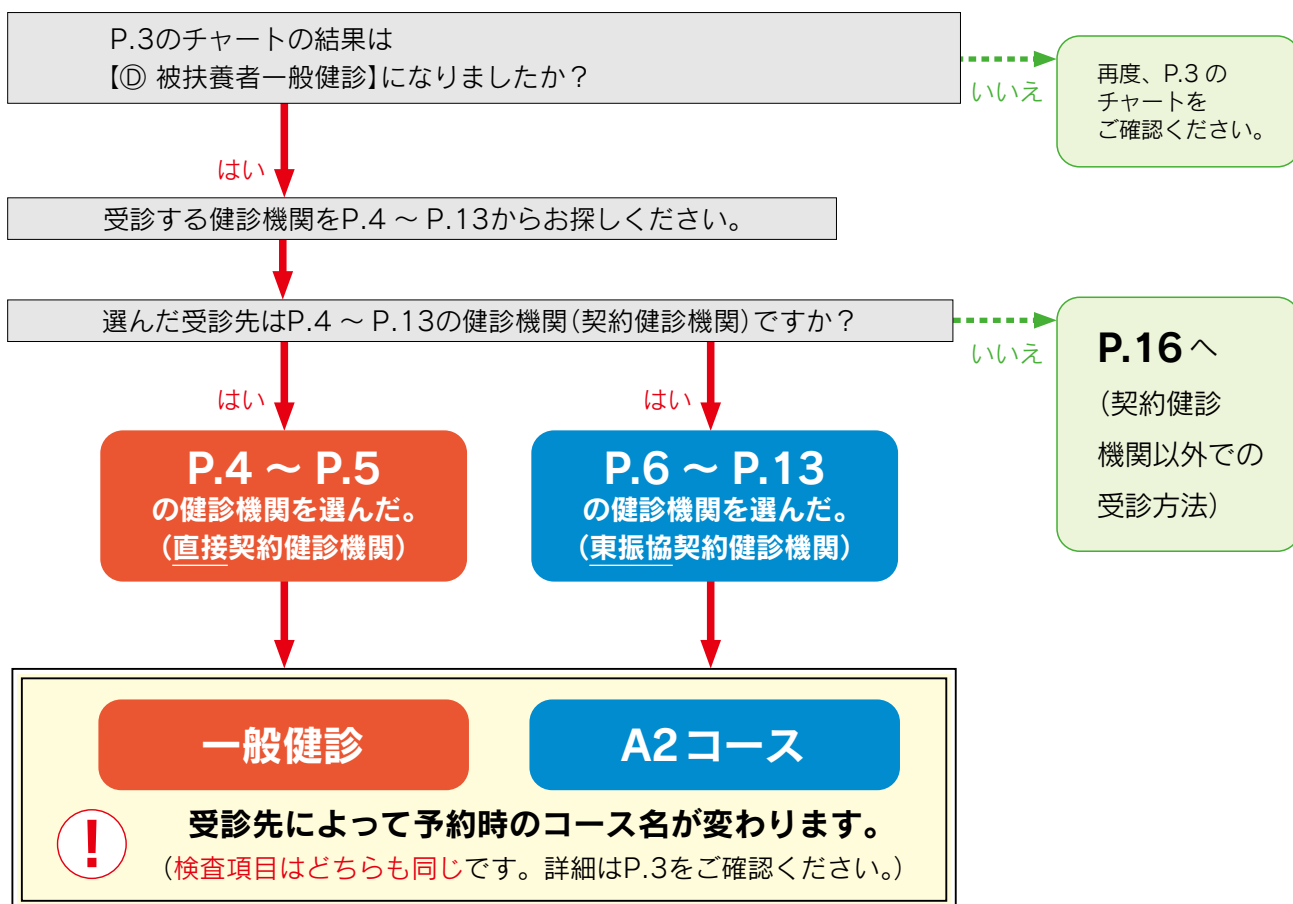 P.3のチャートの結果は
【Ⓓ 被扶養者一般健診】になりましたか？
いいえ
再度、P.3 の
チャートを
ご確認ください。
はい
受診する健診機関をP.4 ～ P.13からお探しください。
選んだ受診先はP.4 ～ P.13の健診機関（契約健診機関）ですか？
いいえ
P.16 へ
（契約健診
機関以外での
受診方法）
はい
はい
P.4 ～ P.5
の健診機関を選んだ。
（直接契約健診機関）
P.6 ～ P.13
の健診機関を選んだ。
（東振協契約健診機関）
一般健診
A2コース
!
受診先によって予約時のコース名が変わります。
（検査項目はどちらも同じです。詳細はP.3をご確認ください。）